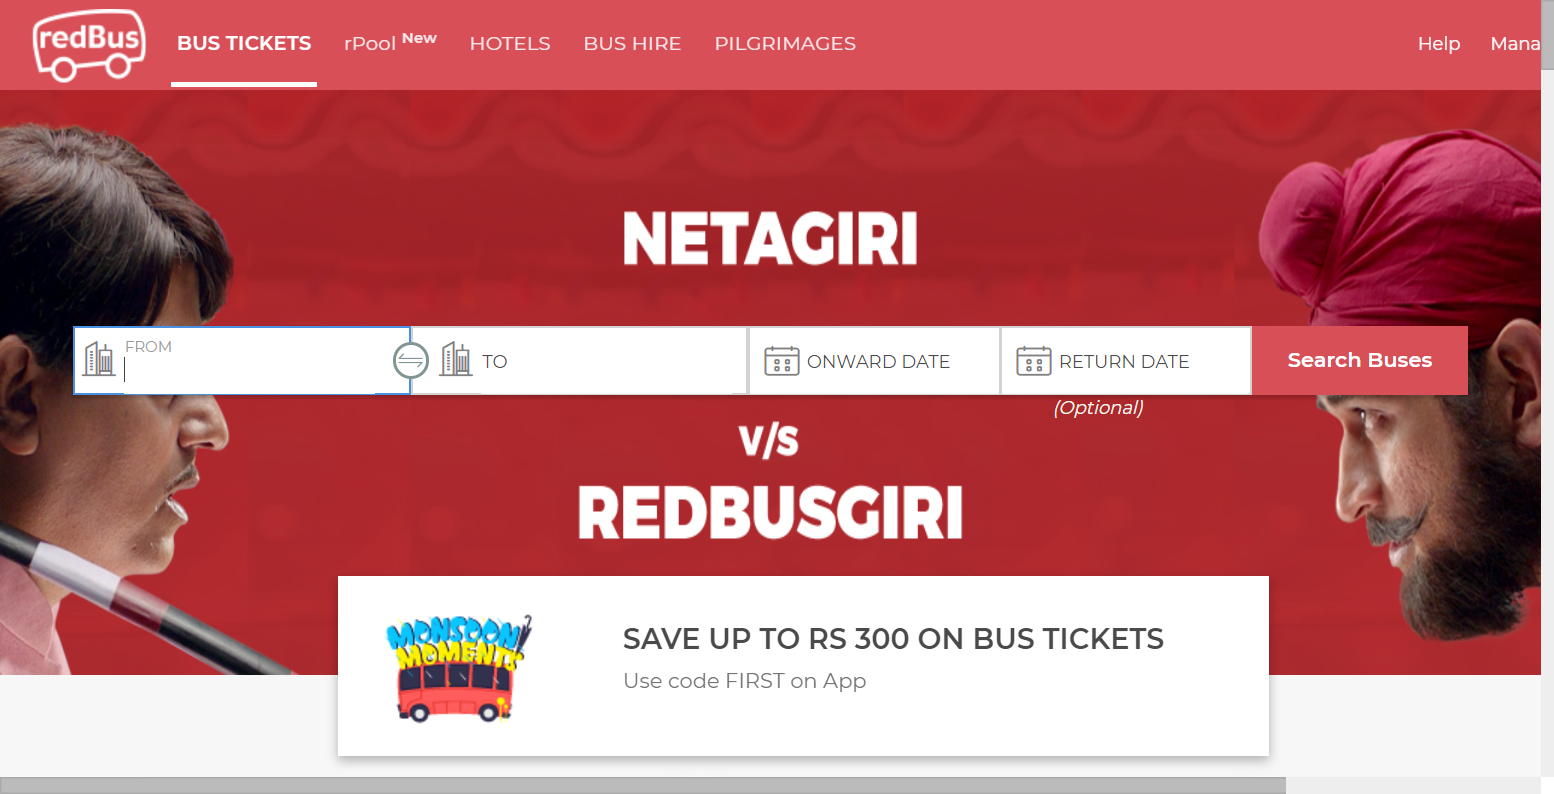 redBus
BUS TICKETS
rPool New
HOTELS
BUS HIRE
PILGRIMAGES
Help
Mana
NETAGIRI
FROM
TO
ONWARD DATE
RETURN DATE
Search Buses
(Optional)
V/S
REDBUSGIRI
MONSOON
MOMENTS
SAVE UP TO RS 300 ON BUS TICKETS
Use code FIRST on App